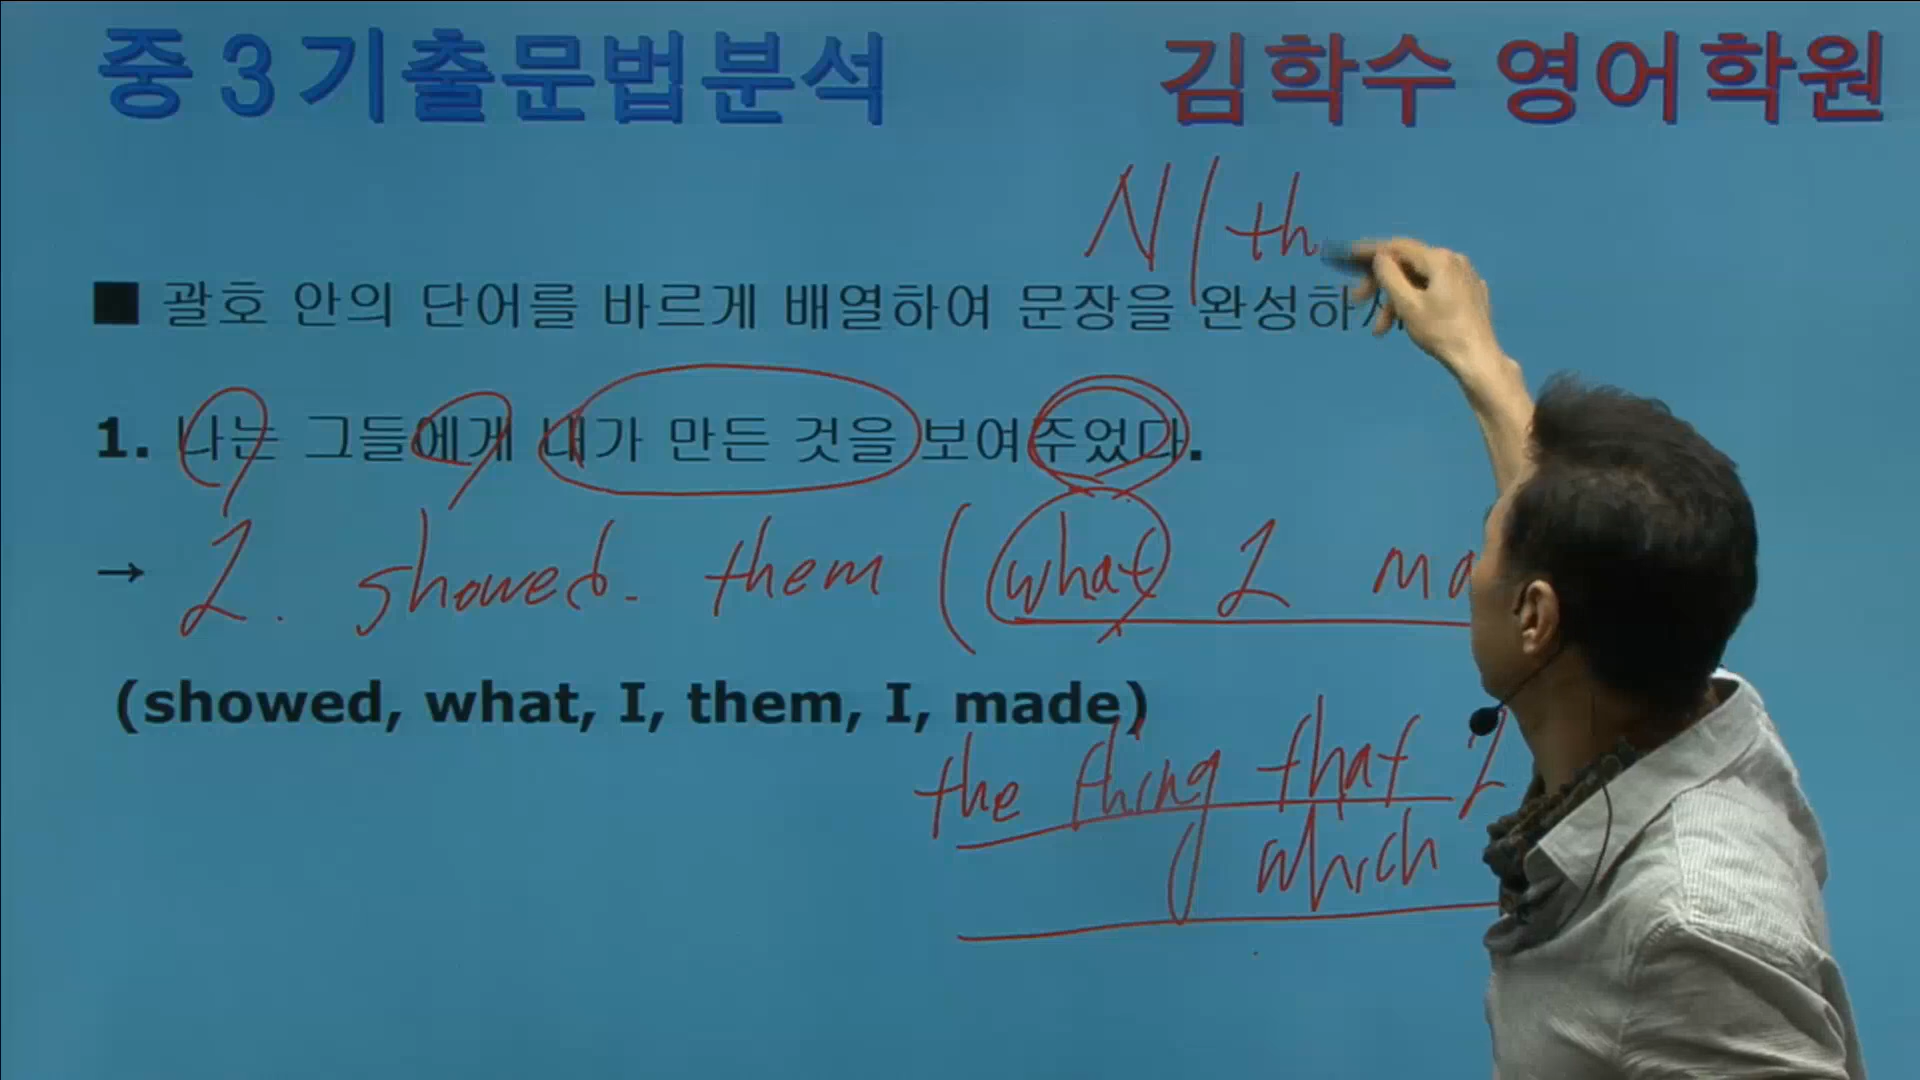 중3기출문법분석
김학수 영어학원
N th
■ 괄호 안의 단어를 바르게 배열하여 문장을 완성하
1. 나는 그들에게 내가 만든 것을 보여주었다.
→ I. showed. them ( what I ma
(showed, what, I, them, I, made)
the thing that I
which